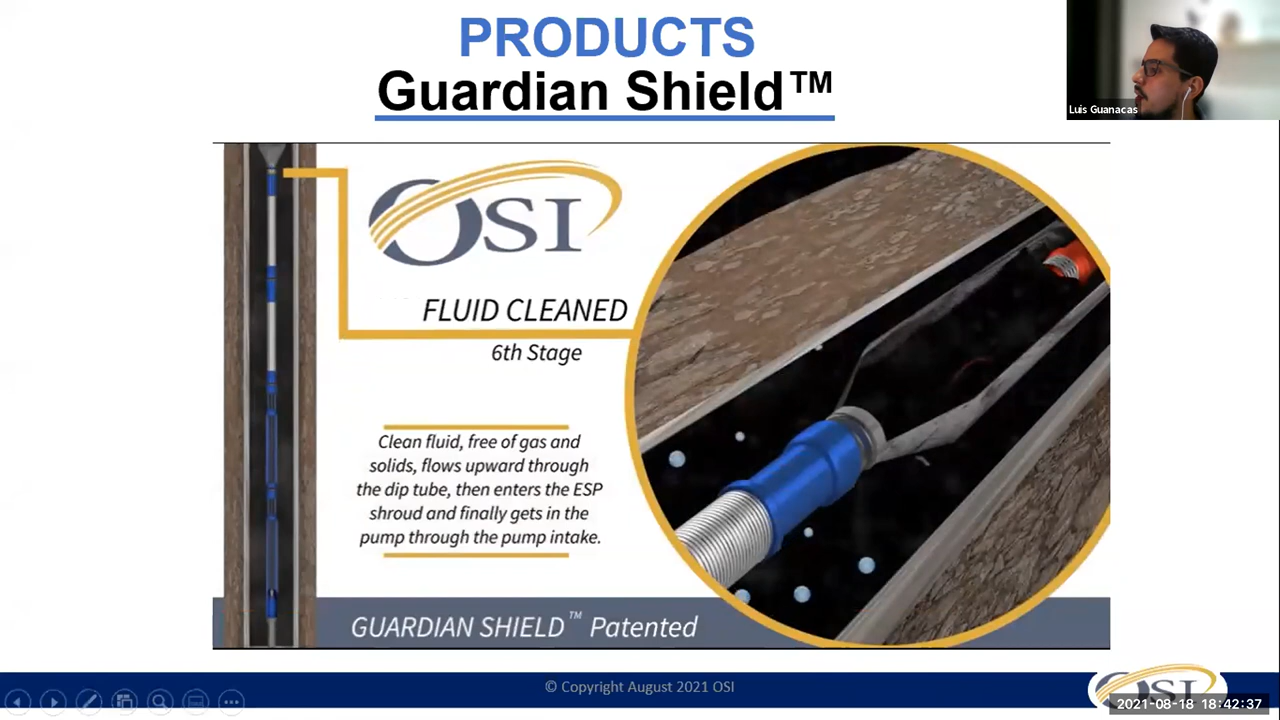 PRODUCTS
Guardian Shield™
Luis Guanacas
OSI
FLUID CLEANED
6th Stage
Clean fluid, free of gas and
solids, flows upward through
the dip tube, then enters the ESP
shroud and finally gets in the
pump through the pump intake.
GUARDIAN SHIELD™ Patented
© Copyright August 2021 OSI
OSI
2021-08-18 18:42:37